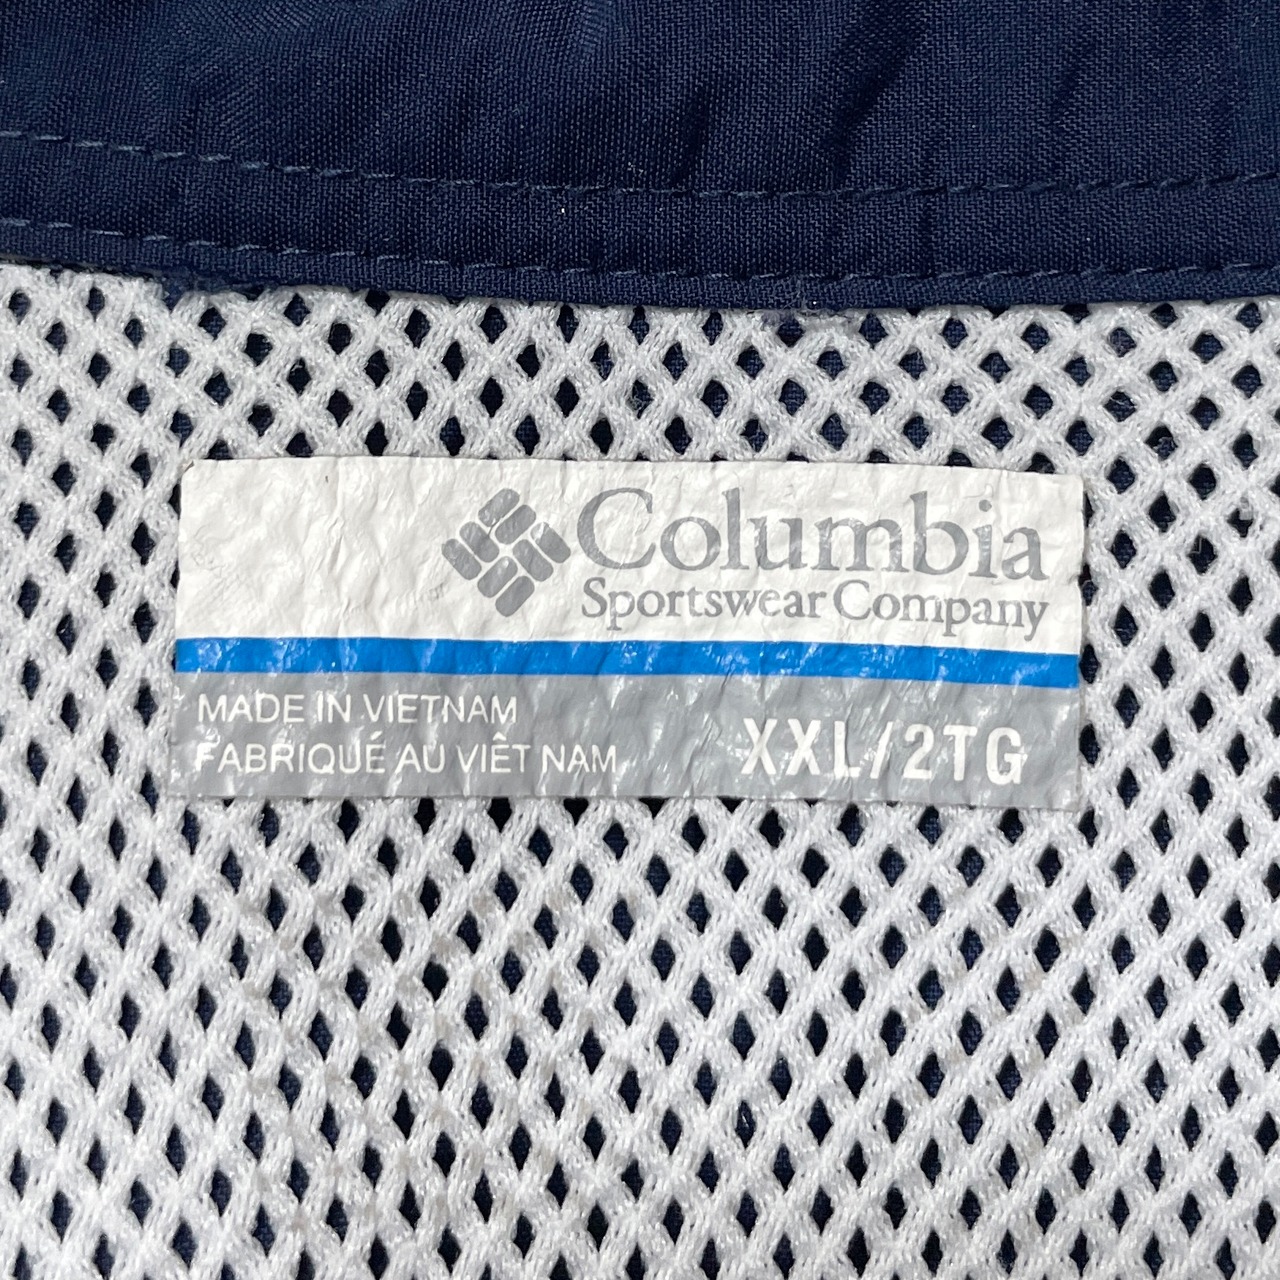 Columbia
Sportswear Company
MADE IN VIETNAM
FABRIQUÉ AU VIÊT NAM
XXL/2TG